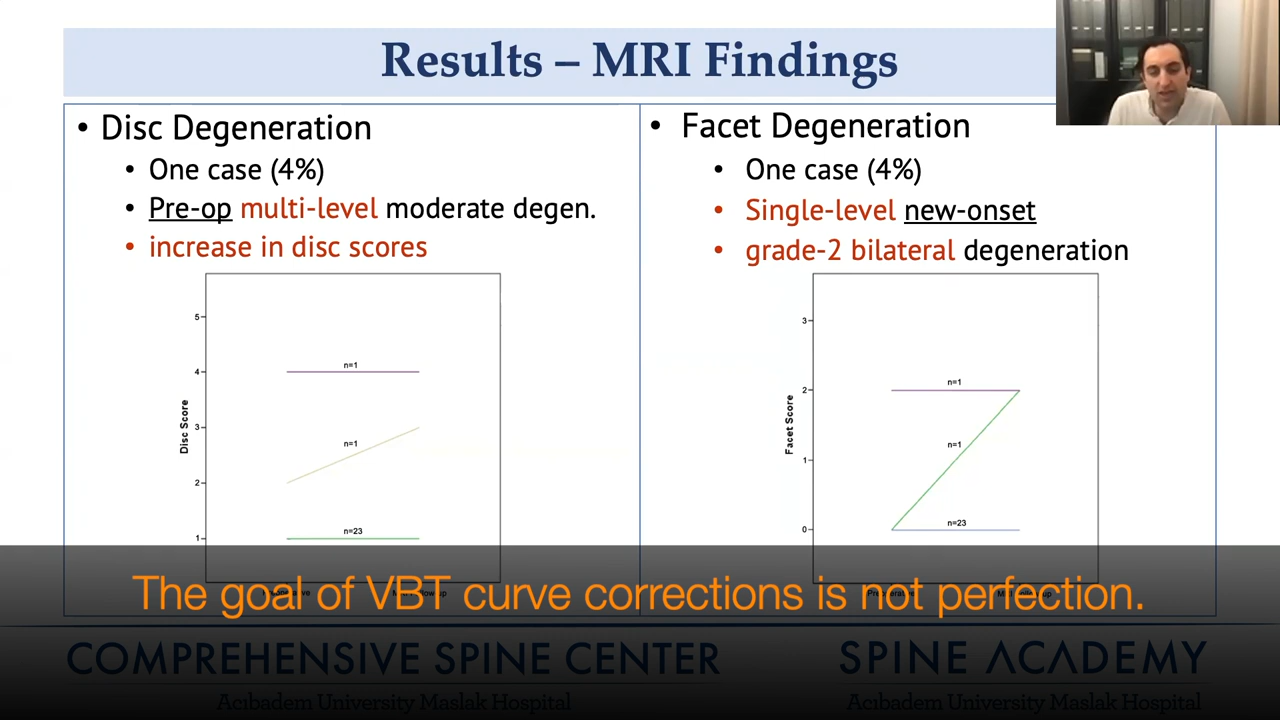 Results – MRI Findings
• Disc Degeneration
• One case (4%)
• Pre-op multi-level moderate degen.
• increase in disc scores
5
4
3
2
1
Disc Score
n=1
n=1
n=23
• Facet Degeneration
• One case (4%)
• Single-level new-onset
• grade-2 bilateral degeneration
3
2
1
0
Facet Score
n=1
n=1
n=23
The goal of VBT curve corrections is not perfection.
COMPREHENSIVE SPINE CENTER
Acıbadem University Maslak Hospital
SPINE ACADEMY
Acıbadem University Maslak Hospital